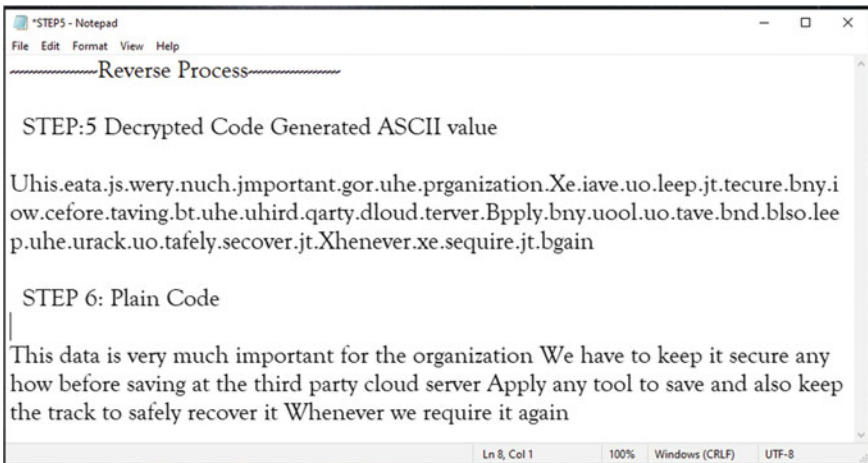 *STEP5 - Notepad
File Edit Format View Help
~~~~~~~~~~~~Reverse Process~~~~~~~~~~~~
STEP:5 Decrypted Code Generated ASCII value
Uhis.eata.js.wery.nuch.jmportant.gor.uhe.prganization.Xe.iave.uo.leep.jt.tecure.bny.i
ow.cefore.taving.bt.uhe.uhird.qarty.dloud.terver.Bpply.bny.uool.uo.tave.bnd.blso.lee
p.uhe.urack.uo.tafely.secover.jt.Xhenever.xe.sequire.jt.bgain
STEP 6: Plain Code
This data is very much important for the organization We have to keep it secure any
how before saving at the third party cloud server Apply any tool to save and also keep
the track to safely recover it Whenever we require it again
Ln 8, Col 1 100% Windows (CRLF) UTF-8